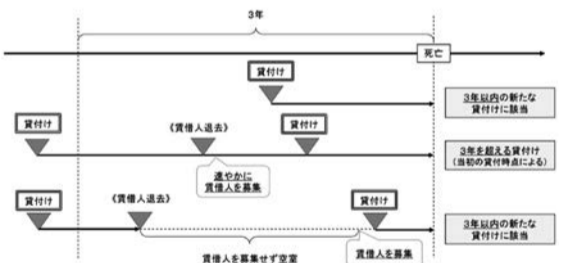 3年
死亡
貸付け
3年以内の新たな
貸付けに該当
貸付け
《賃借人退去》
貸付け
速やかに
賃借人を募集
3年を超える貸付け
(当初の貸付時点による)
貸付け
《賃借人退去》
貸付け
3年以内の新たな
貸付けに該当
賃借人を募集せず空室
賃借人を募集